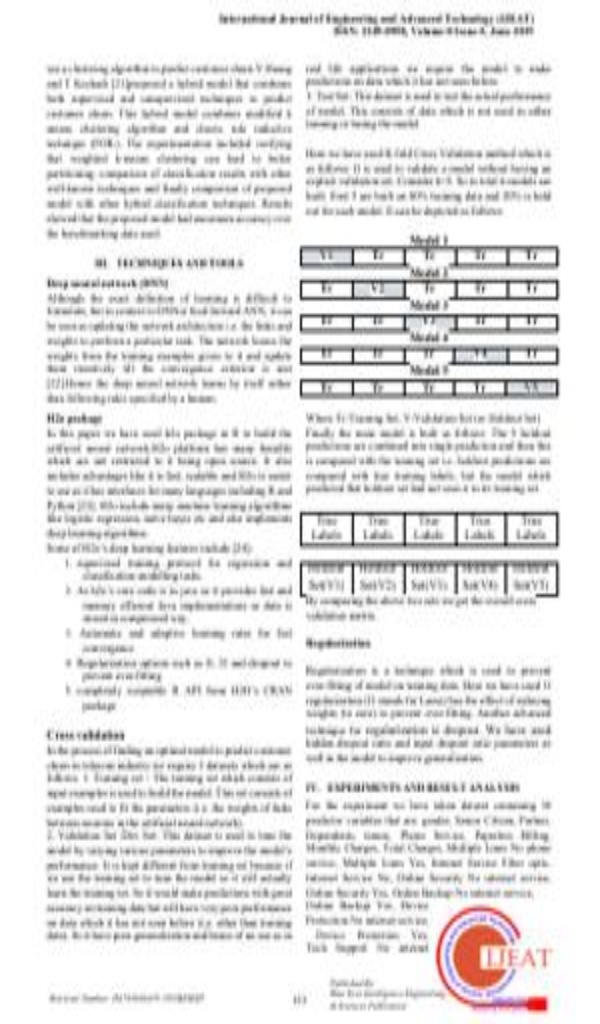 International Journal of Engineering and Advanced Technology (IJEAT)
use a clustering algorithm to predict customer churn Y Huang
and T Kechadi [21]proposed a hybrid model that combines
both supervised and unsupervised techniques to predict
customer churn. This hybrid model combines modified k
means clustering algorithm and classic rule inductive
technique (FOIL). The experimentation included verifying
that weighted k-means clustering can lead to better
partitioning, comparison of classification results with other
well-known techniques and finally comparison of proposed
model with other hybrid classification techniques. Results
showed that the proposed model had maximum accuracy over
the benchmarking data used.
III. TECHNIQUES AND TOOLS
Deep neural network (DNN)
Although the exact definition of learning is difficult to
formulate, but in context to DNN or feed forward ANN, it can
be seen as updating the network architecture i.e. the links and
weights to perform a particular task. The network learns the
weights from the training examples given to it and update
them iteratively till the convergence criterion is met
[22]Hence the deep neural network learns by itself rather
than following rules specified by a human.
H2o package
In this paper we have used h2o package in R to build the
artificial neural network.H2o platform has many benefits
which are not restricted to it being open source. It also
includes advantages like it is fast, scalable and H2o is easier
to use as it has interfaces for many languages including R and
Python [23]. H2o include many machine learning algorithms
like logistic regression, naive bayes etc and also implements
deep learning algorithms.
Some of H2o's deep learning features include [24]:
1. supervised training protocol for regression and
classification modelling tasks.
2. As h2o's core code is in java so it provides fast and
memory efficient Java implementations as data is
stored in compressed way.
3. Automatic and adaptive learning rates for fast
convergence
4. Regularization options such as l1, l2 and dropout to
prevent over-fitting
5. completely scriptable R API from H2O's CRAN
package
Cross validation
In the process of finding an optimal model to predict customer
churn in telecom industry we require 3 datasets which are as
follows: 1. Training set - The training set which consists of
input examples is used to build the model. This set consists of
examples used to fit the parameters (i.e. the weights of links
between neurons in the artificial neural network).
2. Validation Set/Dev Set: This dataset is used to tune the
model by varying various parameters to improve the model's
performance. It is kept different from training set because if
we use the training set to tune the model so it will actually
learn the training set. So it would make predictions with great
accuracy on training data but will have very poor performance
on data which it has not seen before (i.e. other than training
data). So it have poor generalization and hence of no use as in
real life applications we require the model to make
predictions on data which it has not seen before.
3. Test Set: This dataset is used to test the actual performance
of model. This consists of data which is not used in either
training or tuning the model
Here we have used K fold Cross Validation method which is
as follows: It is used to validate a model without having an
explicit validation set. Consider k=5. So in total 6 models are
built. First 5 are built on 80% training data and 20% is held
out for each model. It can be depicted as follows:
Model 1
V1 Tr Tr Tr Tr
Model 2
Tr V2 Tr Tr Tr
Model 3
Tr Tr V3 Tr Tr
Model 4
Tr Tr Tr V4 Tr
Model 5
Tr Tr Tr Tr V5
Where Tr-Training Set, V-Validation Set (or Holdout Set)
Finally the main model is built as follows: The 5 holdout
predictions are combined into single prediction and then this
is compared with the training set i.e. holdout predictions are
compared with true training labels, but the model which
predicted that holdout set had not seen it in its training set.
True True True True True
Labels Labels Labels Labels Labels
Holdout Holdout Holdout Holdout Holdout
Set(V1) Set(V2) Set(V3) Set(V4) Set(V5)
By comparing the above two sets we get the overall cross
validation metric.
Regularization
Regularization is a technique which is used to prevent
over-fitting of model on training data. Here we have used l1
regularization (l1 stands for Lasso) has the effect of reducing
weights (to zero) to prevent over-fitting. Another advanced
technique for regularization is dropout. We have used
hidden dropout ratio and input dropout ratio parameters as
well in the model to improve generalization.
IV. EXPERIMENTS AND RESULT ANALYSIS
For the experiment we have taken dataset containing 30
predictor variables that are: gender, Senior Citizen, Partner,
Dependents, tenure, Phone Service, Paperless Billing,
Monthly Charges, Total Charges, Multiple Lines No phone
service, Multiple Lines Yes, Internet Service Fiber optic,
Internet Service No, Online Security No internet service,
Online Security Yes, Online Backup No internet service,
Online Backup Yes, Device
Protection No internet service,
Device Protection Yes,
Tech Support No internet
IJEAT
Published By:
Blue Eyes Intelligence Engineering
& Sciences Publication